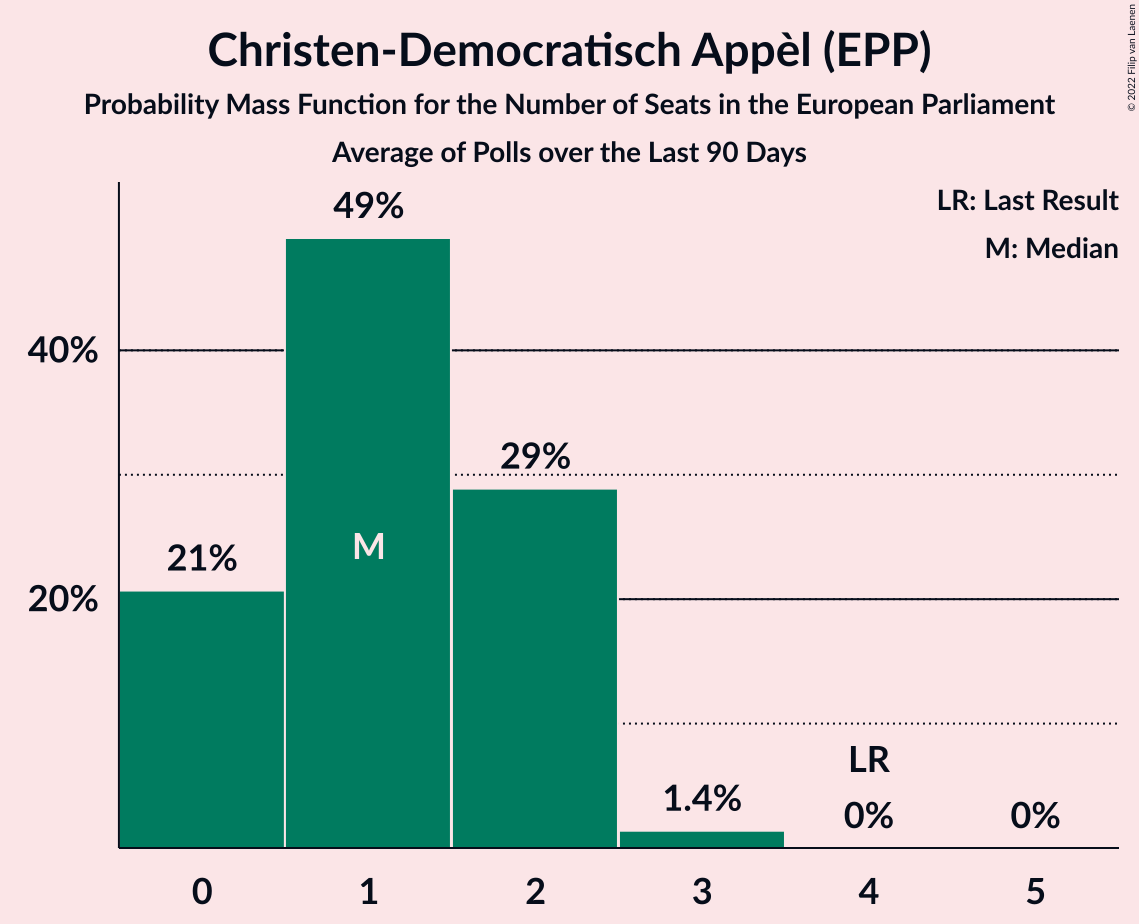 Christen-Democratisch Appèl (EPP)
Probability Mass Function for the Number of Seats in the European Parliament
Average of Polls over the Last 90 Days
© 2022 Filip van Laenen
LR: Last Result
M: Median
49%
40%
29%
M
21%
20%
LR
1.4%
0%
0%
0 1 2 3 4 5